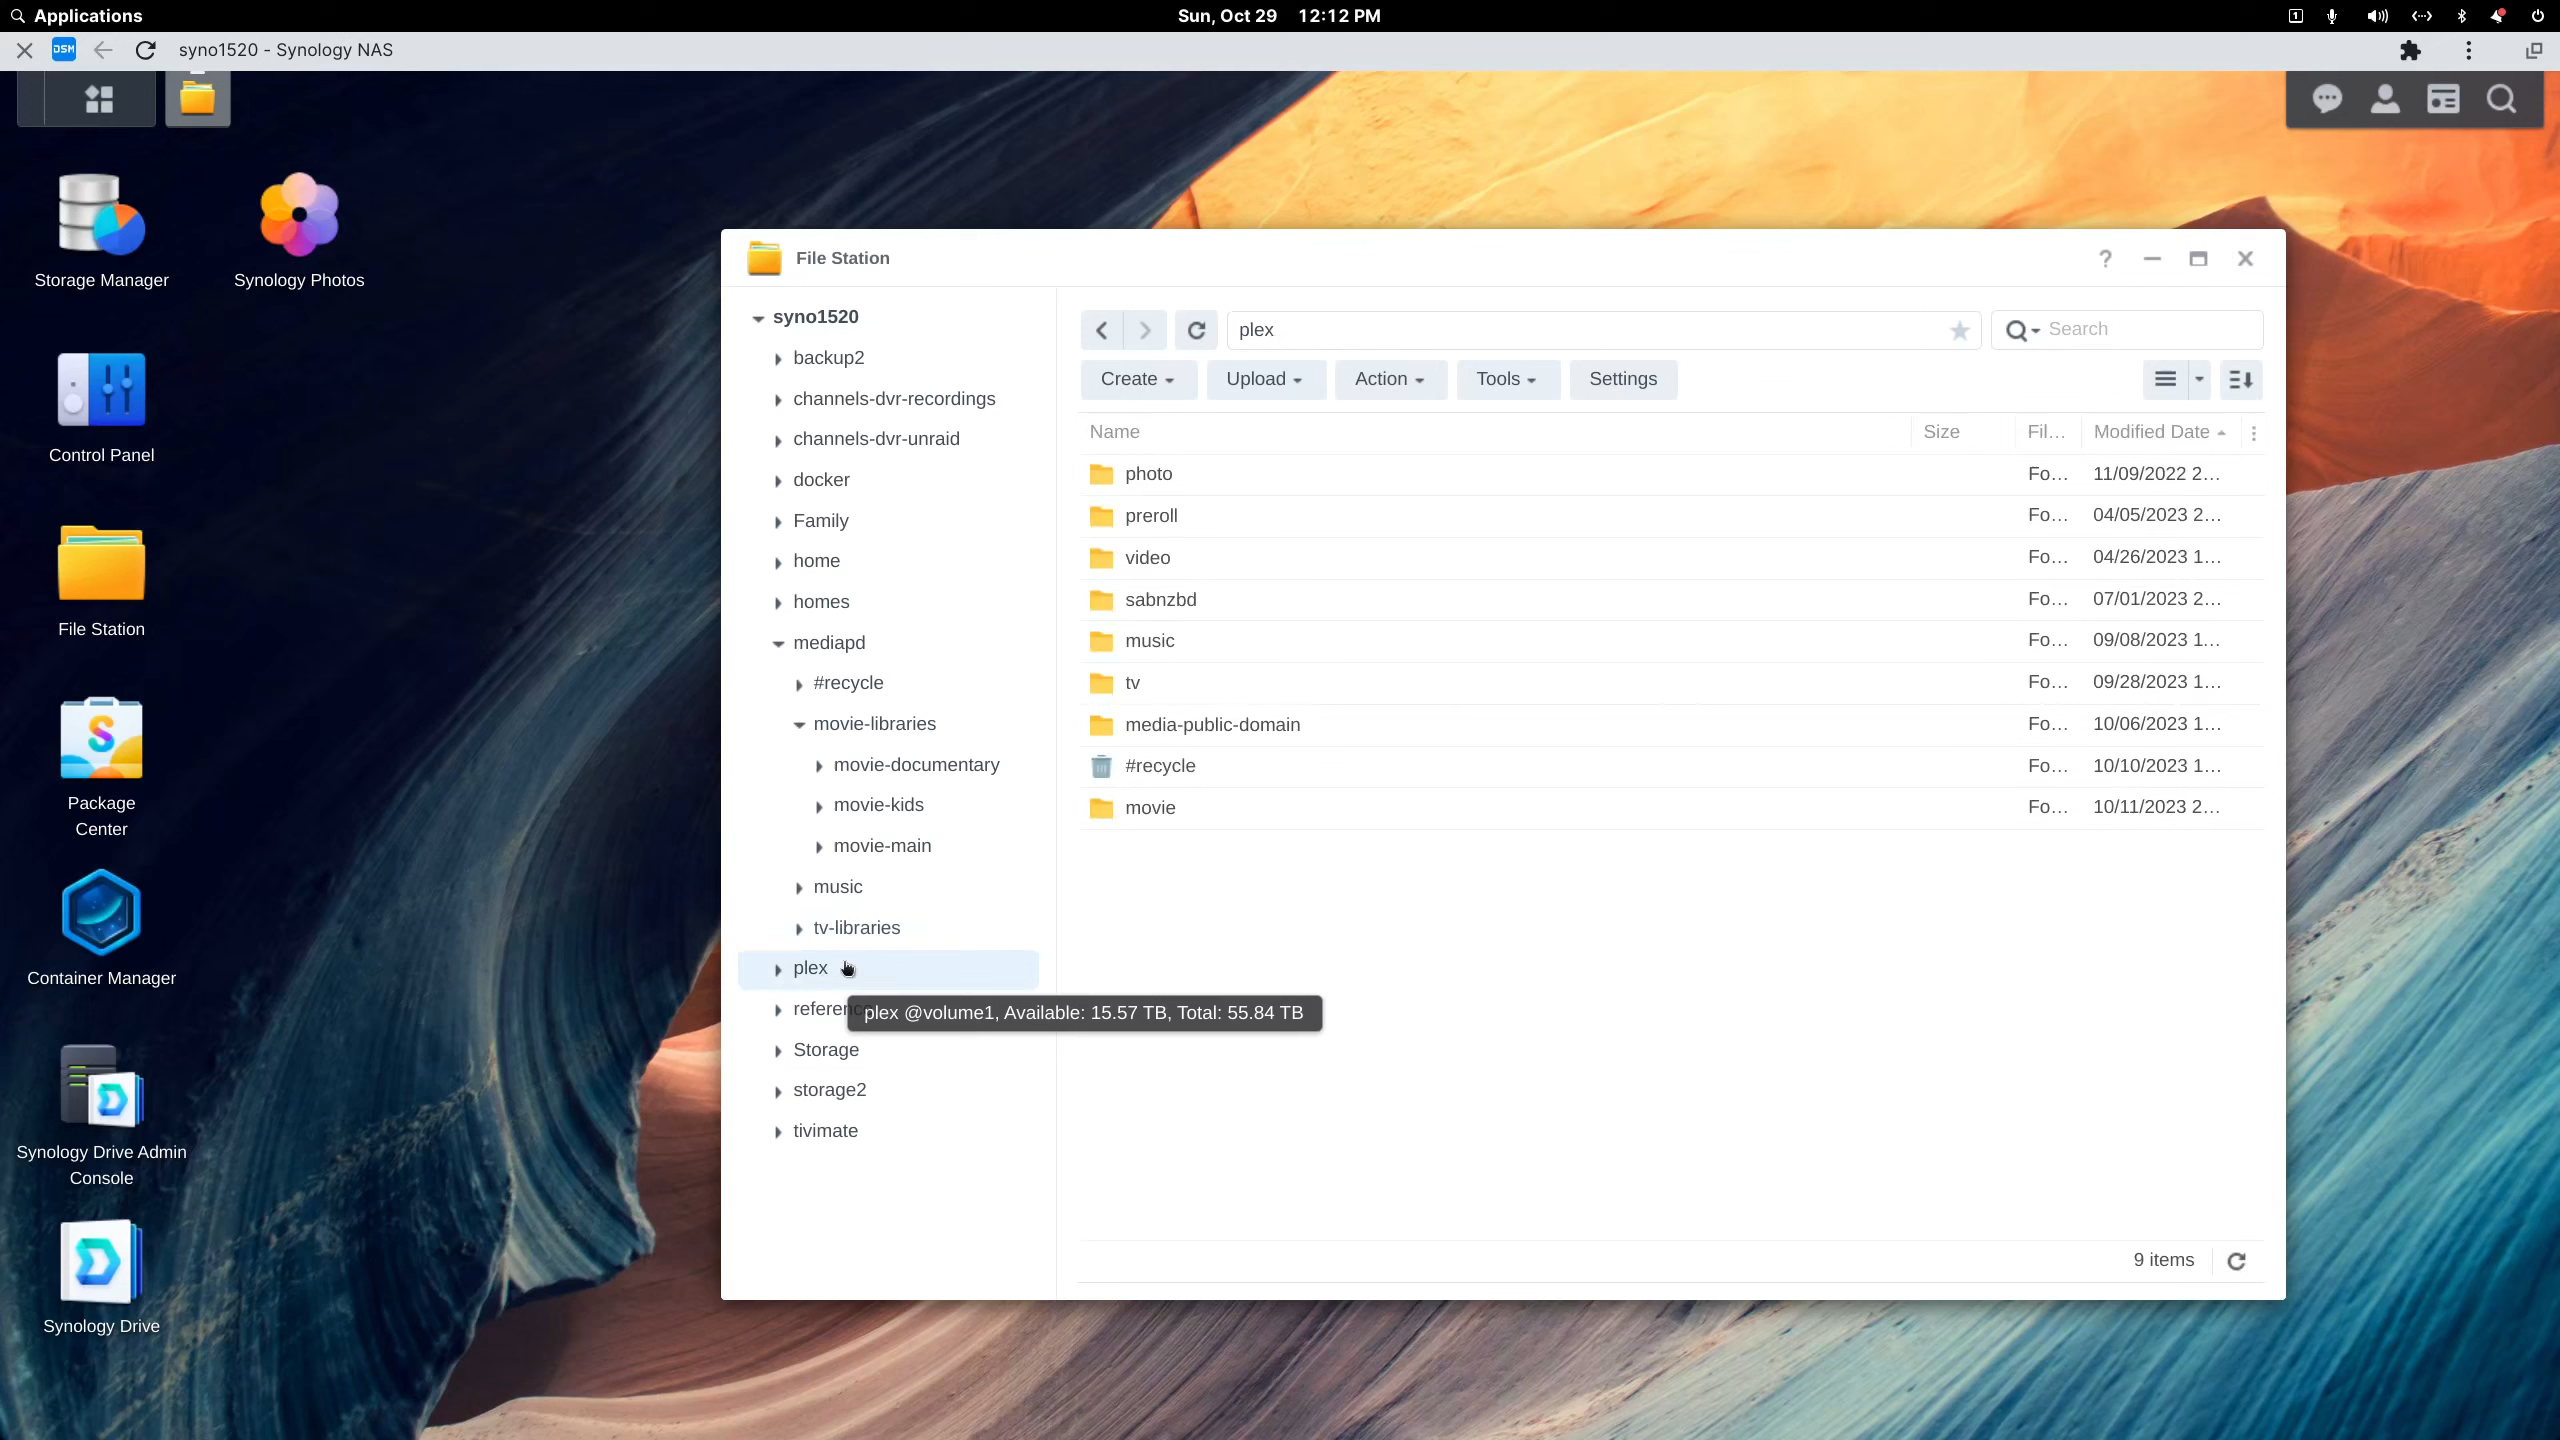 Applications
Sun, Oct 29 12:12 PM
1
DSM
syno1520 - Synology NAS
Storage Manager
Synology Photos
Control Panel
File Station
Package
Center
Container Manager
Synology Drive Admin
Console
Synology Drive
File Station
syno1520
backup2
channels-dvr-recordings
channels-dvr-unraid
docker
Family
home
homes
mediapd
#recycle
movie-libraries
movie-documentary
movie-kids
movie-main
music
tv-libraries
plex
plex @volume1, Available: 15.57 TB, Total: 55.84 TB
Storage
storage2
tivimate
plex
Search
Create
Upload
Action
Tools
Settings
Name Size Fil... Modified Date
photo Fo... 11/09/2022 2...
preroll Fo... 04/05/2023 2...
video Fo... 04/26/2023 1...
sabnzbd Fo... 07/01/2023 2...
music Fo... 09/08/2023 1...
tv Fo... 09/28/2023 1...
media-public-domain Fo... 10/06/2023 1...
#recycle Fo... 10/10/2023 1...
movie Fo... 10/11/2023 2...
9 items